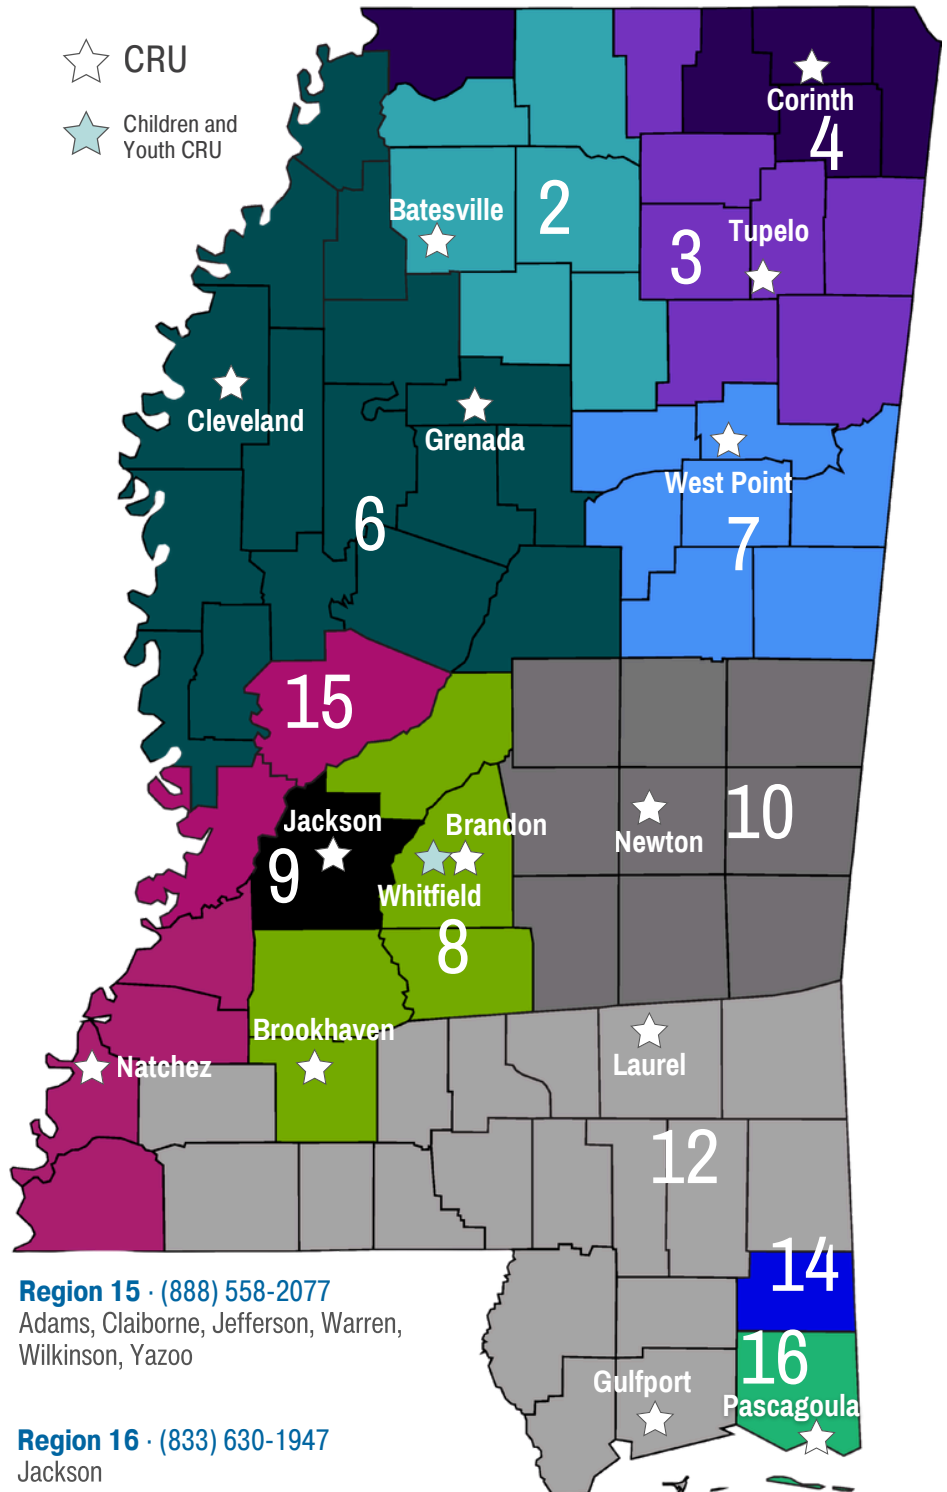 CRU
Children and
Youth CRU
Corinth
4
Batesville
2
Tupelo
3
Cleveland
Grenada
West Point
6
7
15
Jackson
Brandon
10
Newton
9
Whitfield
8
Brookhaven
Natchez
Laurel
12
14
Region 15 · (888) 558-2077
Adams, Claiborne, Jefferson, Warren,
Wilkinson, Yazoo
16
Gulfport
Pascagoula
Region 16 · (833) 630-1947
Jackson